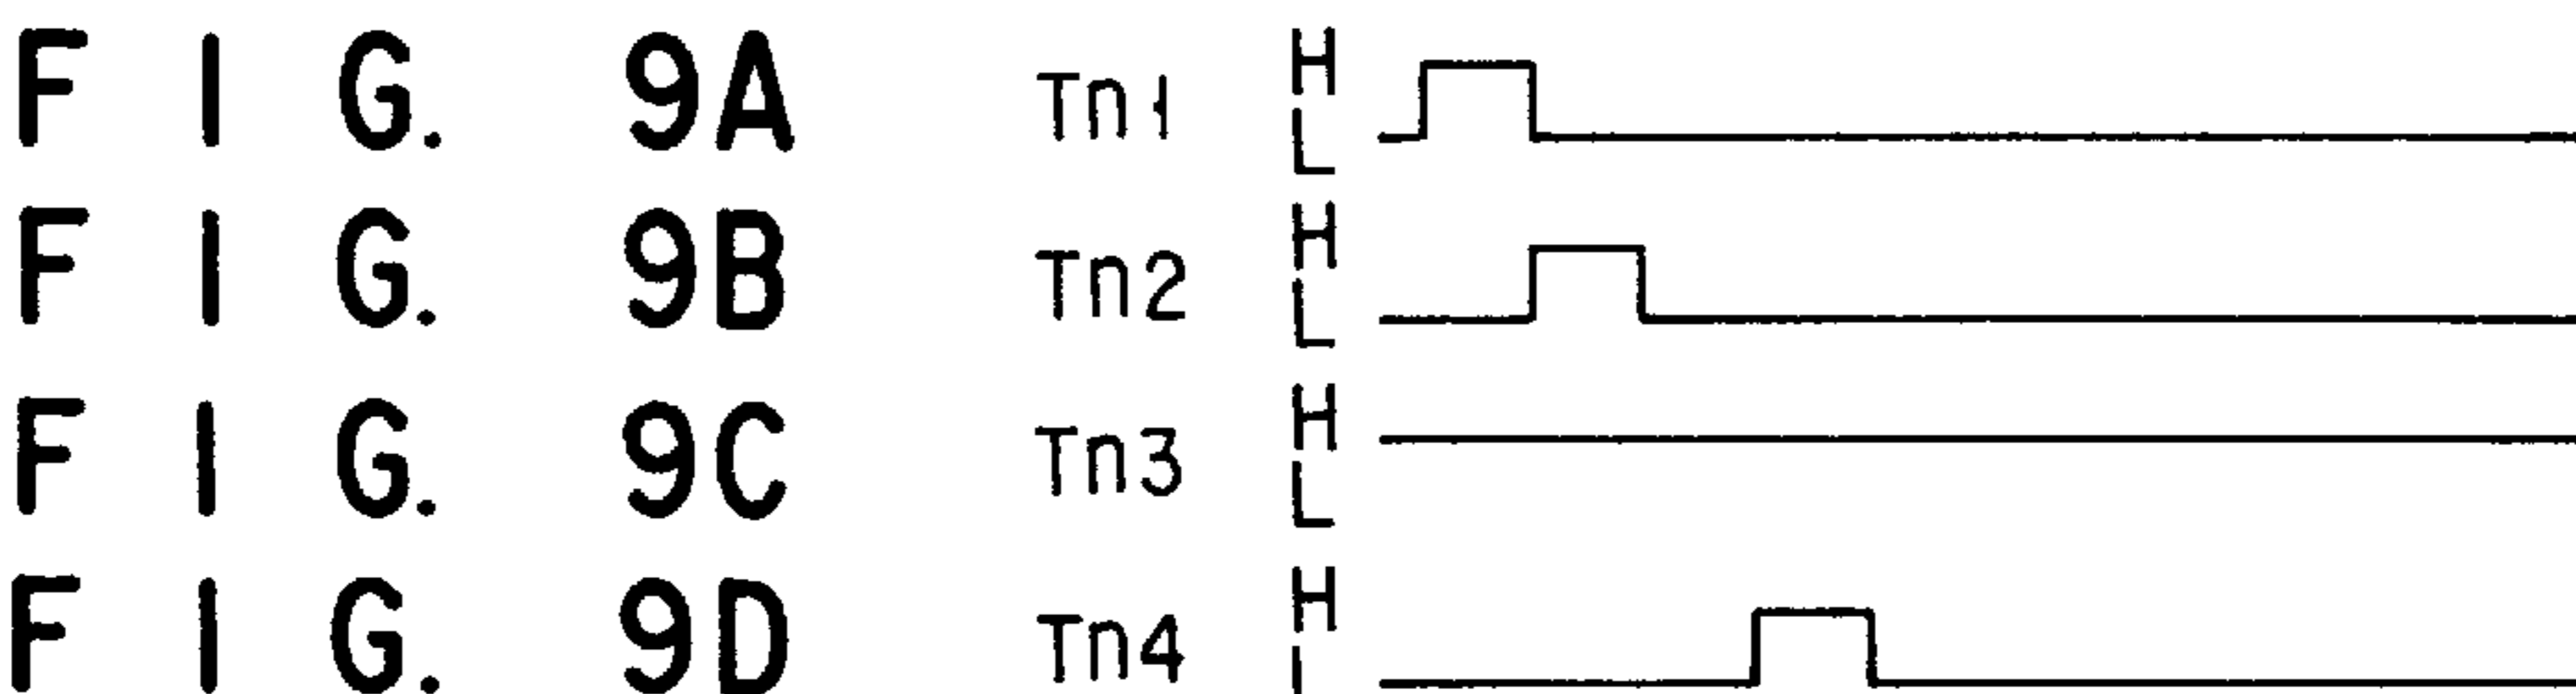 FIG. 9A Tn1 H
L
FIG. 9B Tn2 H
L
FIG. 9C Tn3 H
L
FIG. 9D Tn4 H